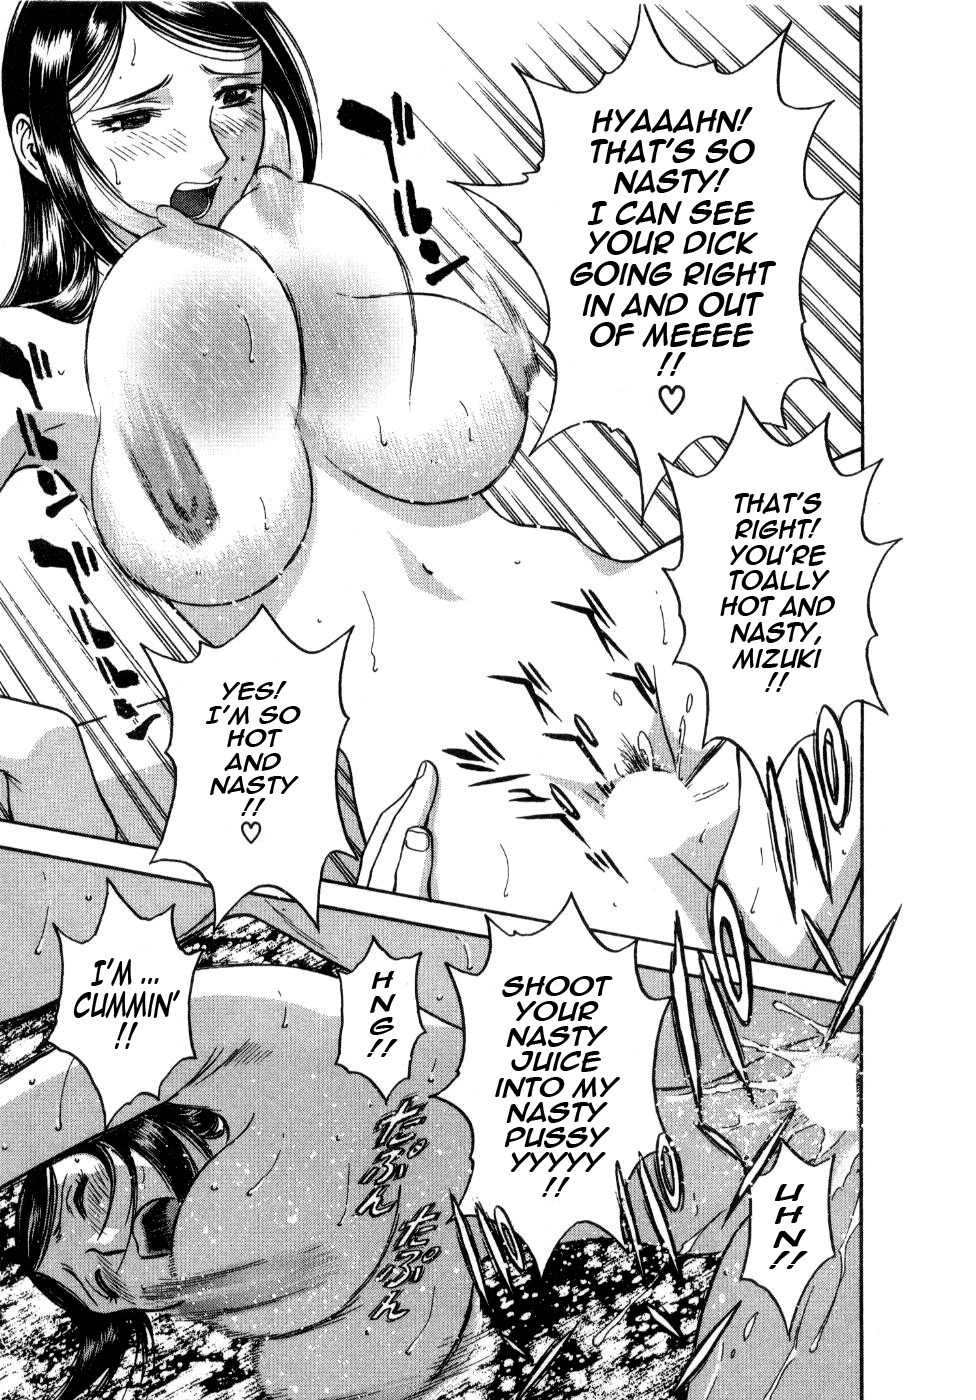 HYAAAHN!
THAT'S SO
NASTY!
I CAN SEE
YOUR DICK
GOING RIGHT
IN AND OUT
OF MEEEE
!!
♡
THAT'S
RIGHT!
YOU'RE
TOALLY
HOT AND
NASTY,
MIZUKI
!!
YES!
I'M SO
HOT
AND
NASTY
!!
♡
SHOOT
YOUR
NASTY
JUICE
INTO MY
NASTY
PUSSY
YYYYY
!!
UHN!!
HNG!!
I'M ...
CUMMIN'
!!
たぷん
たぷん